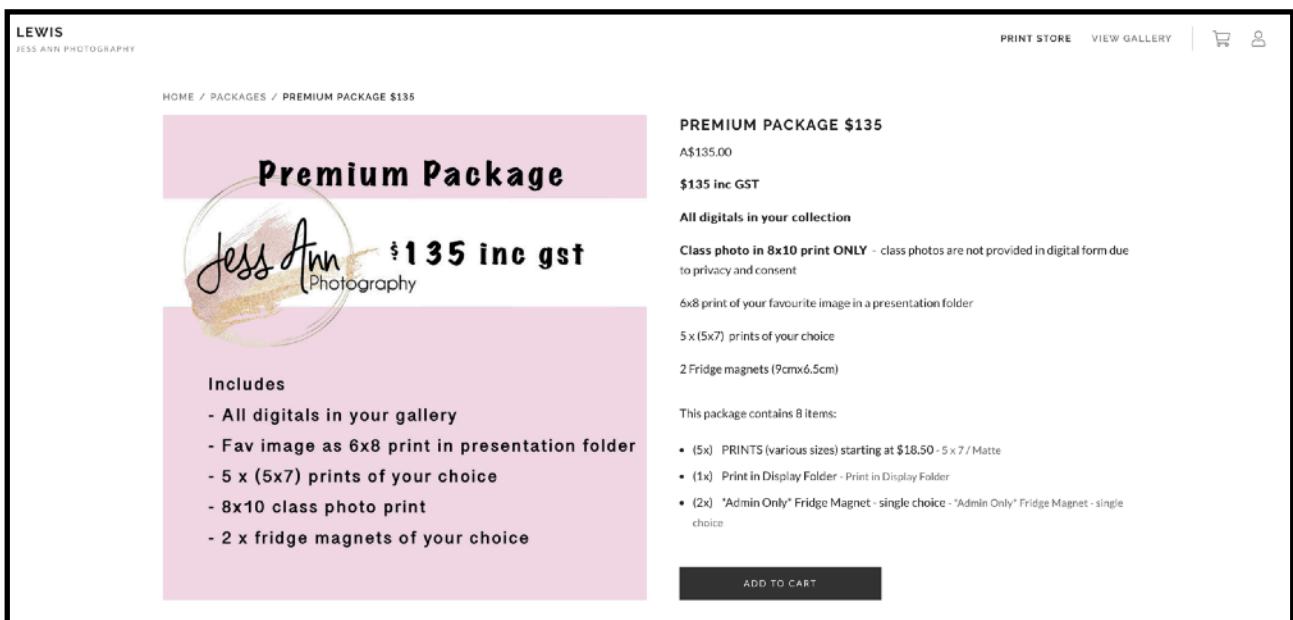 LEWIS
JESS ANN PHOTOGRAPHY
PRINT STORE VIEW GALLERY
HOME / PACKAGES / PREMIUM PACKAGE $135
Premium Package
Jess Ann
Photography
$135 inc gst
Includes
- All digitals in your gallery
- Fav image as 6x8 print in presentation folder
- 5 x (5x7) prints of your choice
- 8x10 class photo print
- 2 x fridge magnets of your choice
PREMIUM PACKAGE $135
A$135.00
$135 inc GST
All digitals in your collection
Class photo in 8x10 print ONLY - class photos are not provided in digital form due
to privacy and consent
6x8 print of your favourite image in a presentation folder
5 x (5x7) prints of your choice
2 Fridge magnets (9cmx6.5cm)
This package contains 8 items:
• (5x) PRINTS (various sizes) starting at $18.50 - 5 x 7 / Matte
• (1x) Print in Display Folder - Print in Display Folder
• (2x) "Admin Only" Fridge Magnet - single choice - "Admin Only" Fridge Magnet - single
choice
ADD TO CART